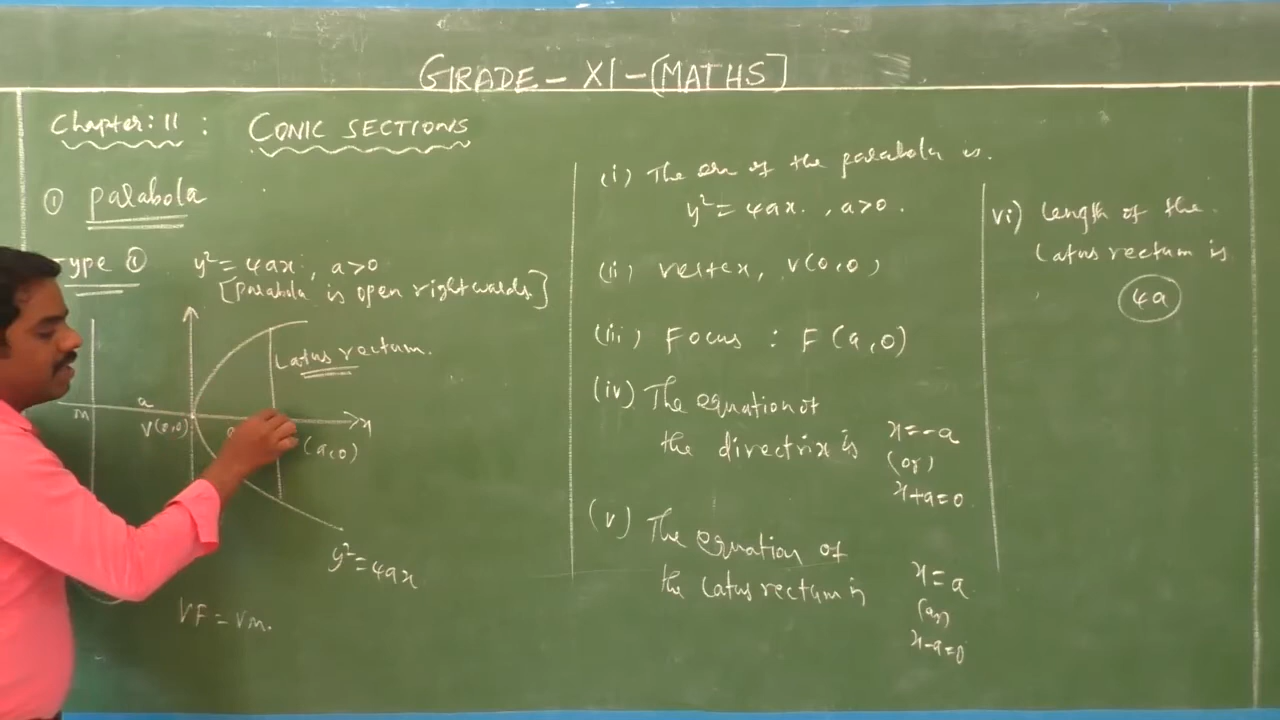 GRADE - XI - [MATHS]
Chapter: 11 : CONIC SECTIONS
① parabola
Type ① y² = 4ax, a>0
[parabola is open rightwards]
Latus rectum.
m a
V(0,0) a (a,0) x
y² = 4ax
VF = Vm.
(i) The eqn of the parabola is.
y² = 4ax. , a>0.
(ii) vertex, V(0,0)
(iii) Focus : F(a,0)
(iv) The equation of
the directrix is x=-a
(or)
x+a=0
(v) The equation of
the Latus rectum is x=a
(or)
x-a=0
vi) Length of the.
Latus rectum is
4a